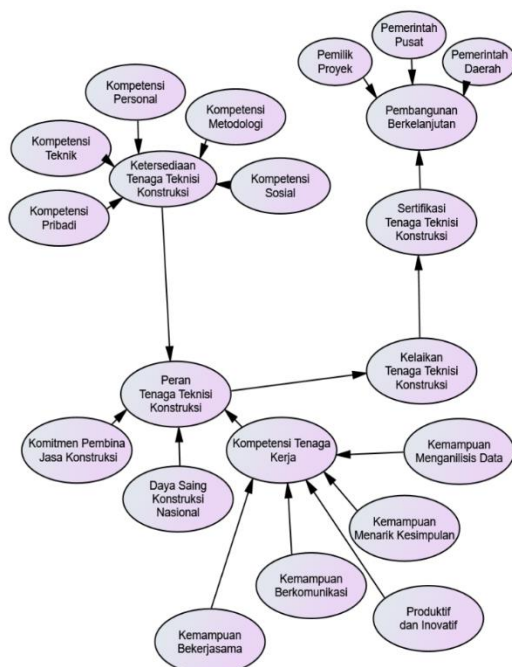 Pemerintah
Pusat
Pemilik
Proyek
Pemerintah
Daerah
Pembangunan
Berkelanjutan
Kompetensi
Personal
Kompetensi
Metodologi
Kompetensi
Teknik
Ketersediaan
Tenaga Teknisi
Konstruksi
Kompetensi
Sosial
Kompetensi
Pribadi
Sertifikasi
Tenaga Teknisi
Konstruksi
Kelaikan
Tenaga Teknisi
Konstruksi
Peran
Tenaga Teknisi
Konstruksi
Komitmen Pembina
Jasa Konstruksi
Daya Saing
Konstruksi
Nasional
Kompetensi Tenaga
Kerja
Kemampuan
Menganilisis Data
Kemampuan
Menarik Kesimpulan
Kemampuan
Berkomunikasi
Produktif
dan Inovatif
Kemampuan
Bekerjasama